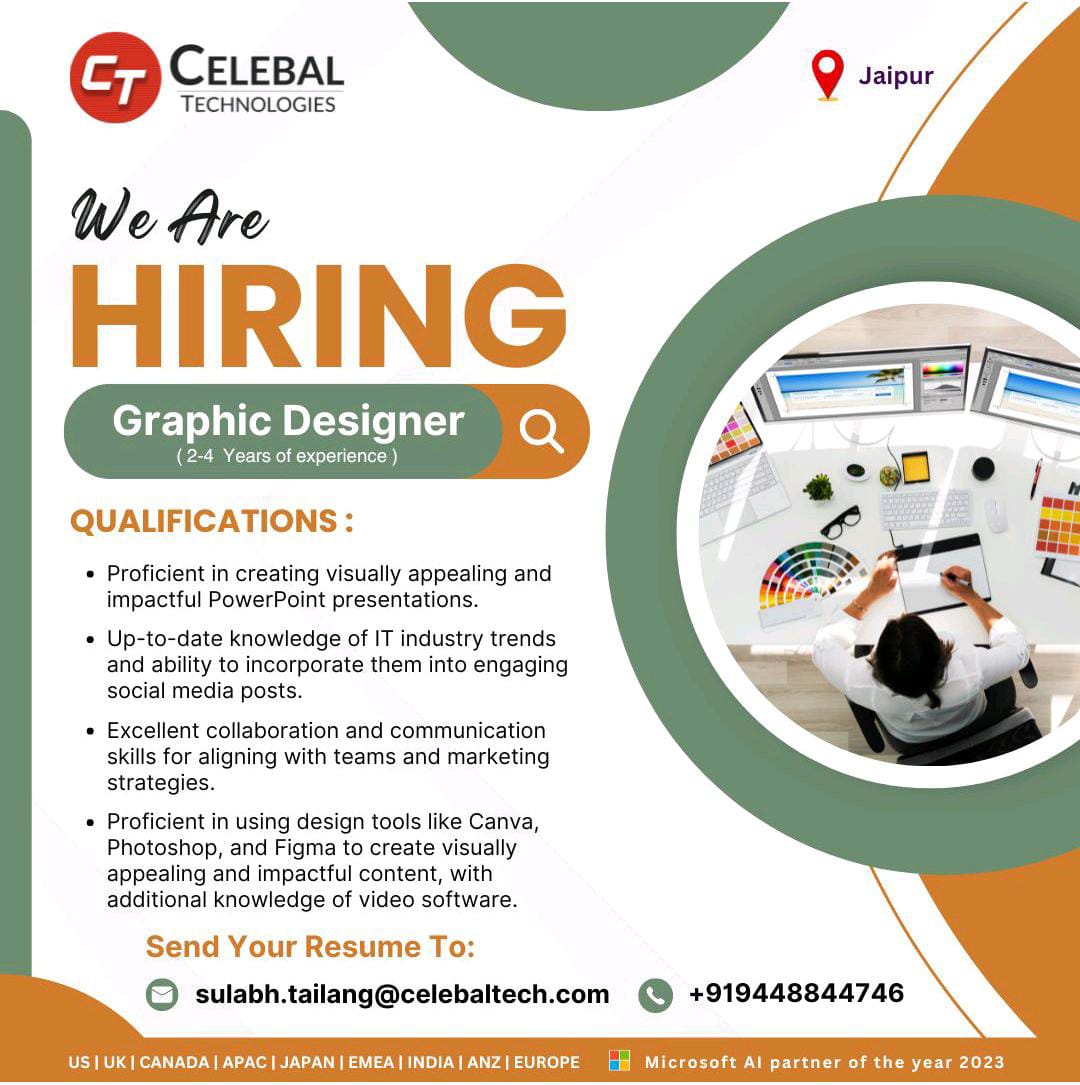 CT CELEBAL
TECHNOLOGIES
Jaipur
We Are
HIRING
Graphic Designer
( 2-4 Years of experience )
QUALIFICATIONS :
• Proficient in creating visually appealing and
impactful PowerPoint presentations.
• Up-to-date knowledge of IT industry trends
and ability to incorporate them into engaging
social media posts.
• Excellent collaboration and communication
skills for aligning with teams and marketing
strategies.
• Proficient in using design tools like Canva,
Photoshop, and Figma to create visually
appealing and impactful content, with
additional knowledge of video software.
Send Your Resume To:
sulabh.tailang@celebaltech.com
+919448844746
US | UK | CANADA | APAC | JAPAN | EMEA | INDIA | ANZ | EUROPE
Microsoft AI partner of the year 2023